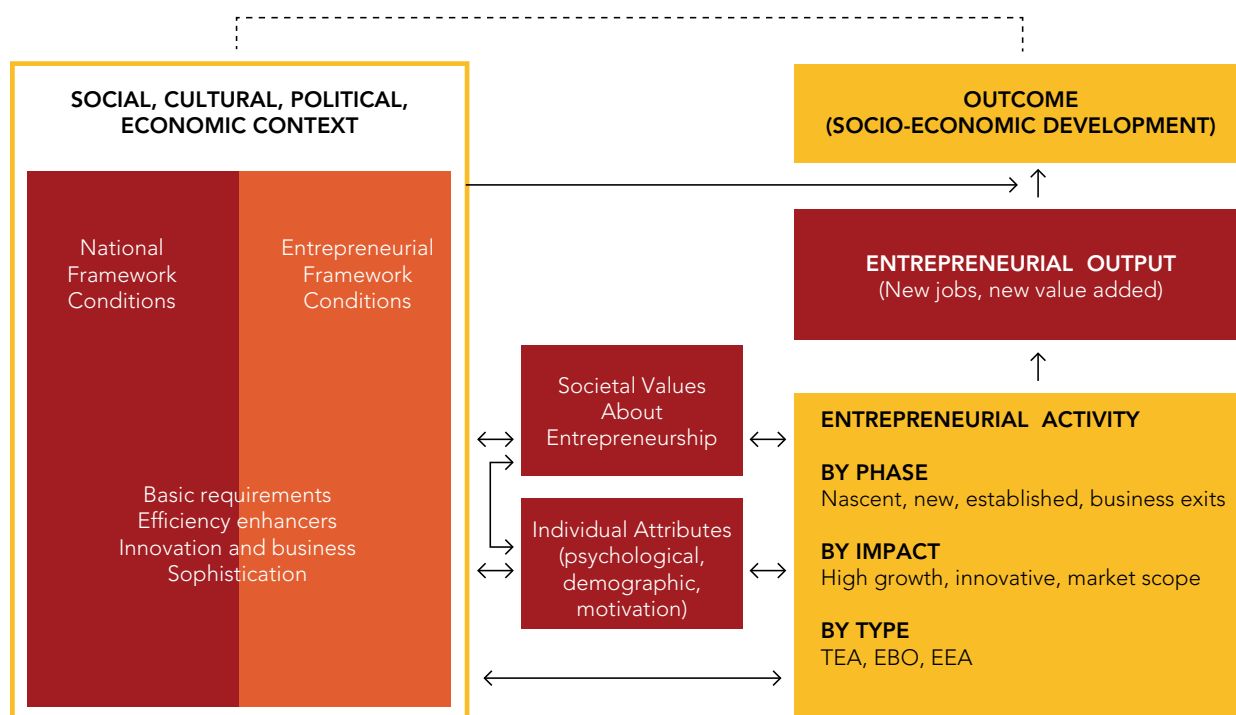 SOCIAL, CULTURAL, POLITICAL,
ECONOMIC CONTEXT
National
Framework
Conditions
Entrepreneurial
Framework
Conditions
Basic requirements
Efficiency enhancers
Innovation and business
Sophistication
Societal Values
About
Entrepreneurship
Individual Attributes
(psychological,
demographic,
motivation)
OUTCOME
(SOCIO-ECONOMIC DEVELOPMENT)
ENTREPRENEURIAL OUTPUT
(New jobs, new value added)
ENTREPRENEURIAL ACTIVITY
BY PHASE
Nascent, new, established, business exits
BY IMPACT
High growth, innovative, market scope
BY TYPE
TEA, EBO, EEA